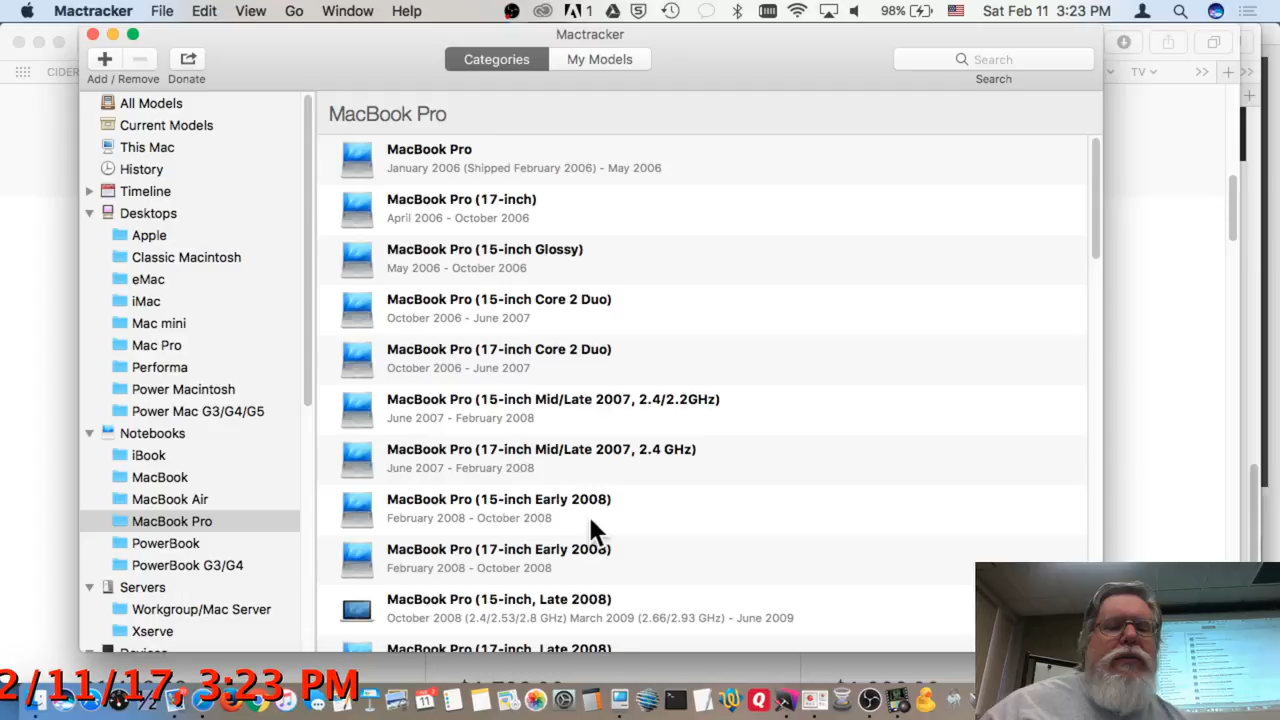 Mactracker File Edit View Go Window Help 1 5 98% Sat Feb 11 3:23 PM
Mactracker
Categories My Models
Search
Add / Remove Donate
Search
CIDER
TV >> >>
All Models
Current Models
This Mac
History
Timeline
Desktops
Apple
Classic Macintosh
eMac
iMac
Mac mini
Mac Pro
Performa
Power Macintosh
Power Mac G3/G4/G5
Notebooks
iBook
MacBook
MacBook Air
MacBook Pro
PowerBook
PowerBook G3/G4
Servers
Workgroup/Mac Server
Xserve
MacBook Pro
MacBook Pro
January 2006 (Shipped February 2006) - May 2006
MacBook Pro (17-inch)
April 2006 - October 2006
MacBook Pro (15-inch Glossy)
May 2006 - October 2006
MacBook Pro (15-inch Core 2 Duo)
October 2006 - June 2007
MacBook Pro (17-inch Core 2 Duo)
October 2006 - June 2007
MacBook Pro (15-inch Mid/Late 2007, 2.4/2.2GHz)
June 2007 - February 2008
MacBook Pro (17-inch Mid/Late 2007, 2.4 GHz)
June 2007 - February 2008
MacBook Pro (15-inch Early 2008)
February 2008 - October 2008
MacBook Pro (17-inch Early 2008)
February 2008 - October 2008
MacBook Pro (15-inch, Late 2008)
October 2008 (2.4/2.53/2.8 GHz) March 2009 (2.66/2.93 GHz) - June 2009
2/11/17 3:23 PM